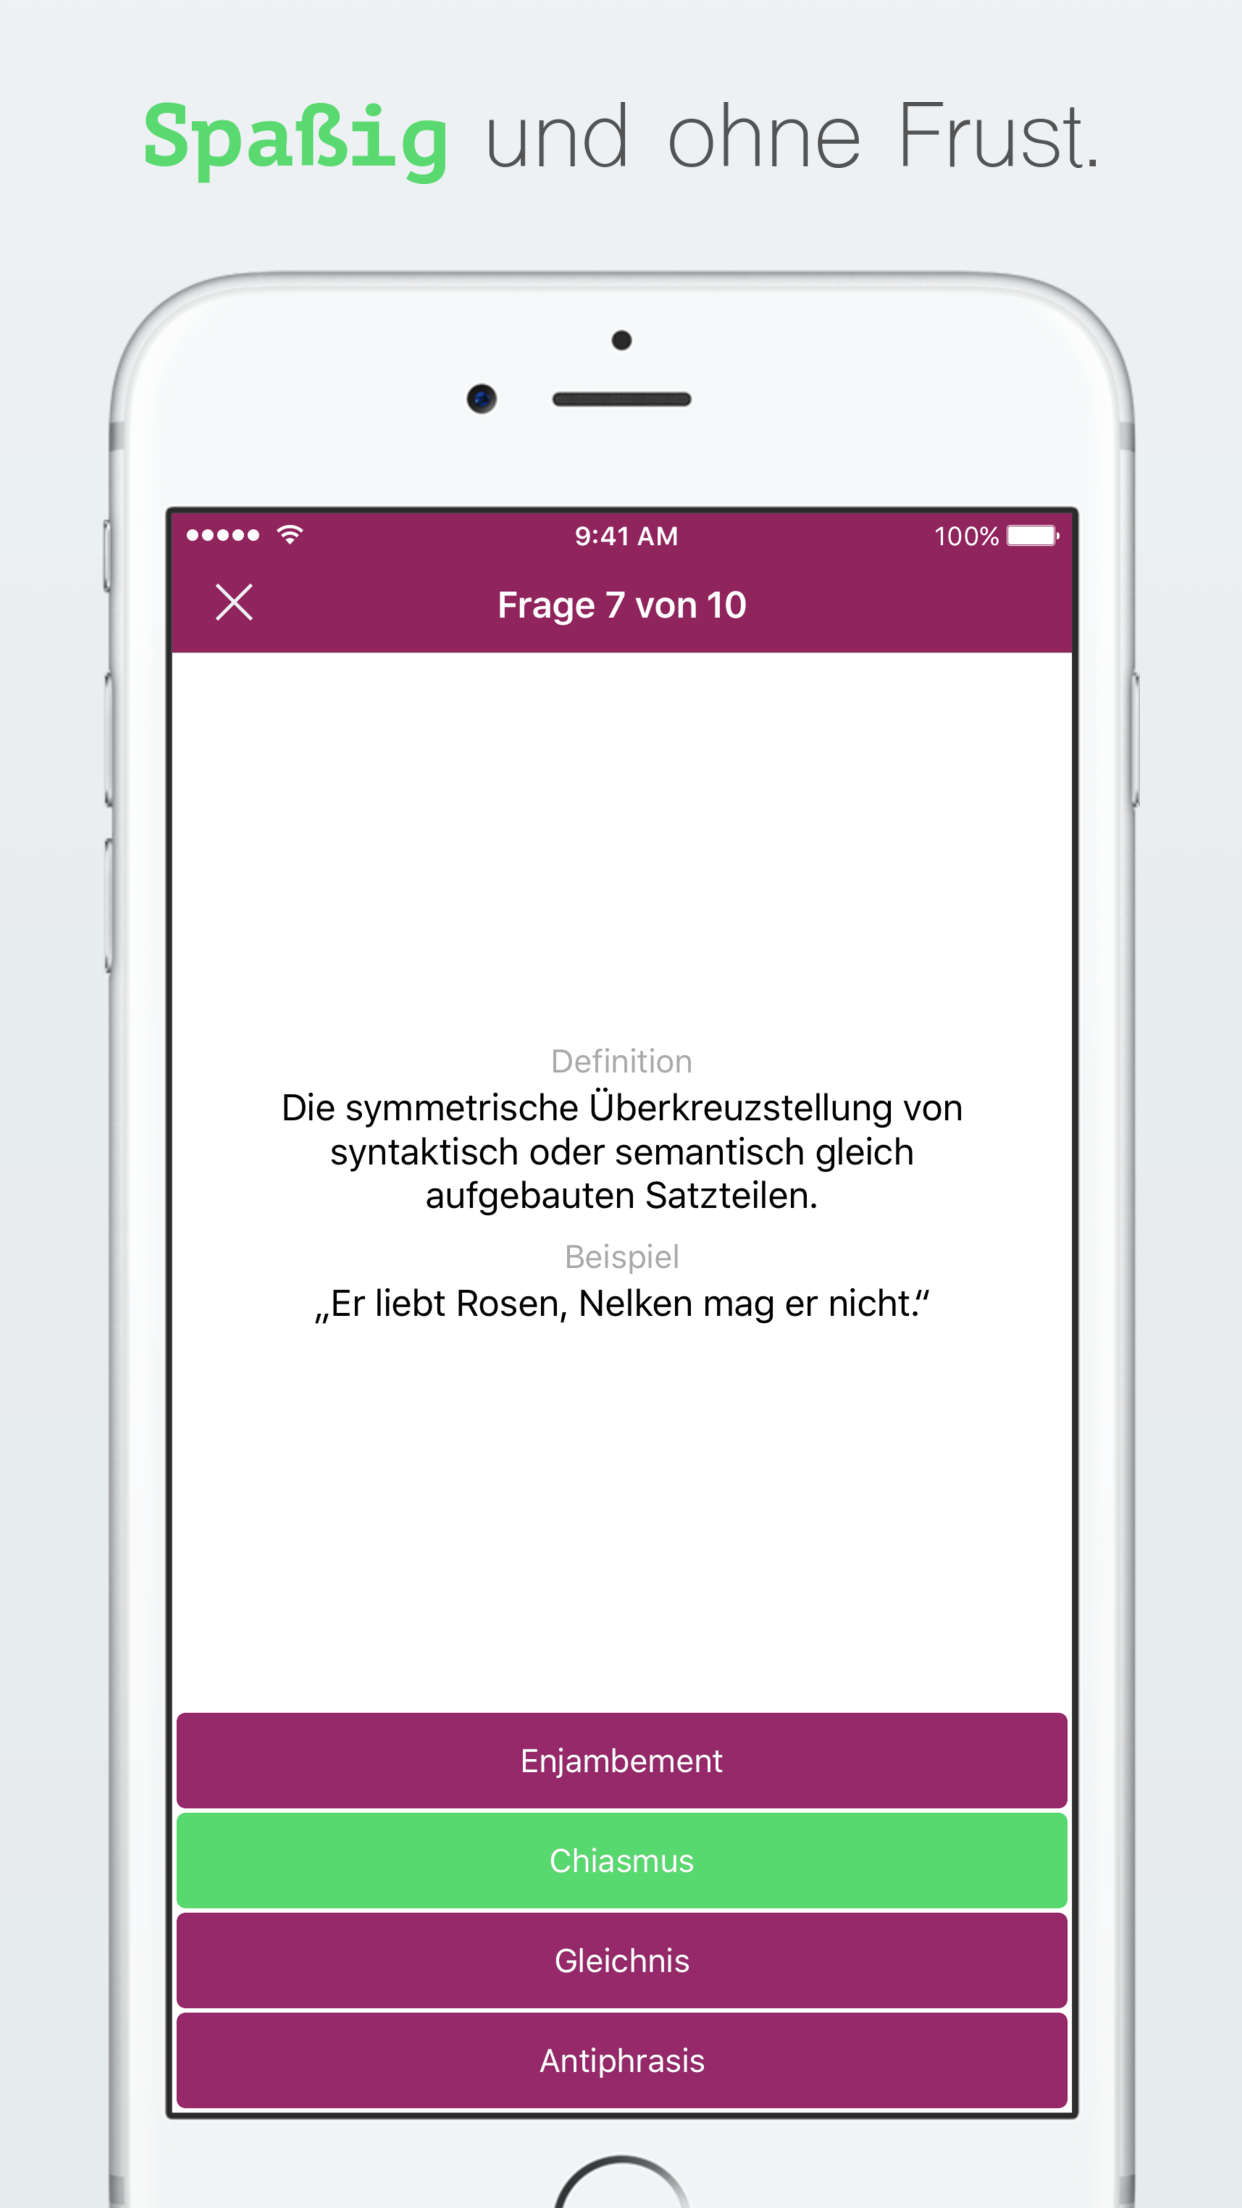 Spaßig und ohne Frust.
9:41 AM
100%
Frage 7 von 10
Definition
Die symmetrische Überkreuzstellung von
syntaktisch oder semantisch gleich
aufgebauten Satzteilen.
Beispiel
„Er liebt Rosen, Nelken mag er nicht.“
Enjambement
Chiasmus
Gleichnis
Antiphrasis